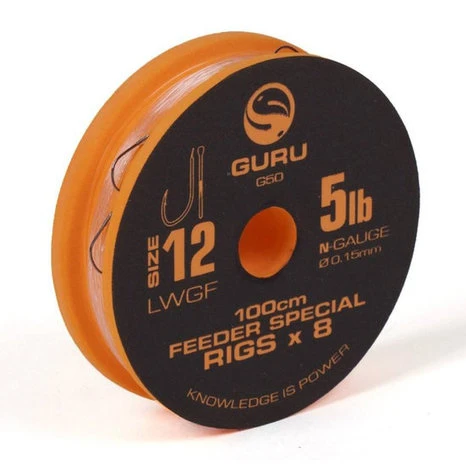 GURU
G50
SIZE 12
LWGF
5lb
N-GAUGE
Ø 0.15mm
100cm
FEEDER SPECIAL
RIGS x 8
KNOWLEDGE IS POWER